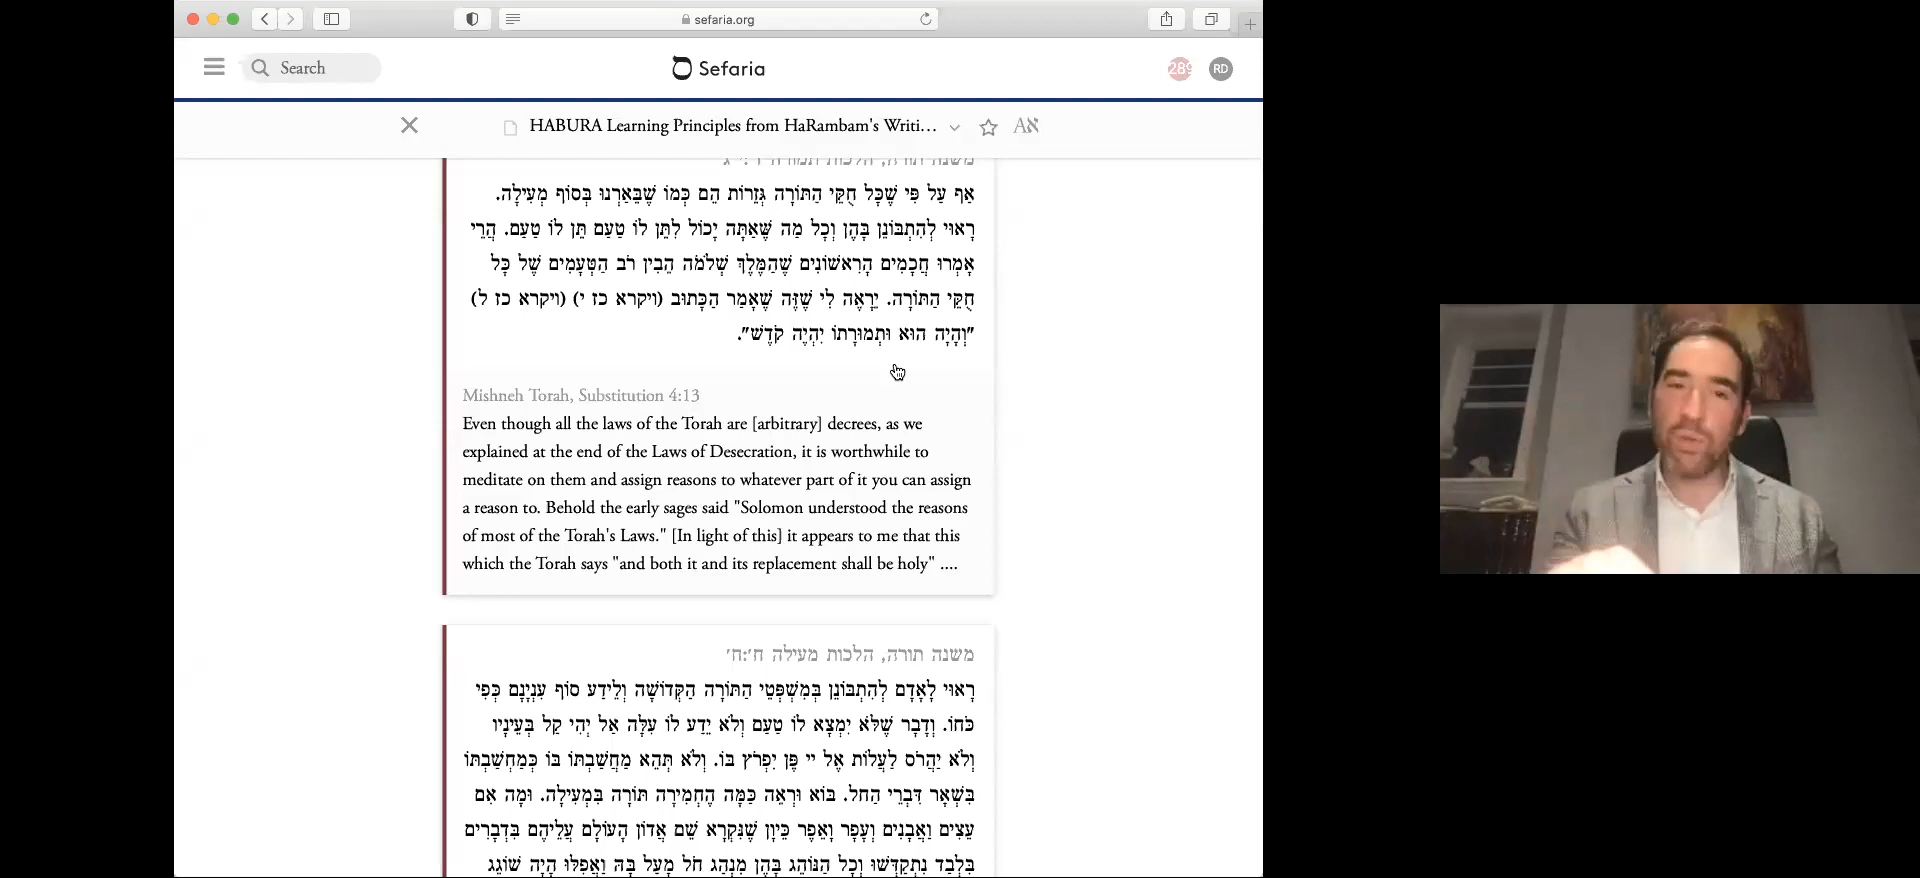 sefaria.org
Search
Sefaria
289
RD
HABURA Learning Principles from HaRambam's Writi...
אָ A
משנה תורה, הלכות תמורה ד׳:י״ג
אַף עַל פִּי שֶׁכָּל חֻקֵּי הַתּוֹרָה גְּזֵרוֹת הֵם כְּמוֹ שֶׁבֵּאַרְנוּ בְּסוֹף מְעִילָה.
רָאוּי לְהִתְבּוֹנֵן בָּהֶן וְכָל מַה שֶּׁאַתָּה יָכוֹל לִתֵּן לוֹ טַעַם תֵּן לוֹ טַעַם. הֲרֵי
אָמְרוּ חֲכָמִים הָרִאשׁוֹנִים שֶׁהַמֶּלֶךְ שְׁלֹמֹה הֵבִין רֹב הַטְּעָמִים שֶׁל כָּל
חֻקֵּי הַתּוֹרָה. יֵרָאֶה לִי שֶׁזֶּה שֶׁאָמַר הַכָּתוּב (ויקרא כז י) (ויקרא כז ל)
"וְהָיָה הוּא וּתְמוּרָתוֹ יִהְיֶה קֹדֶשׁ".
Mishneh Torah, Substitution 4:13
Even though all the laws of the Torah are [arbitrary] decrees, as we
explained at the end of the Laws of Desecration, it is worthwhile to
meditate on them and assign reasons to whatever part of it you can assign
a reason to. Behold the early sages said "Solomon understood the reasons
of most of the Torah's Laws." [In light of this] it appears to me that this
which the Torah says "and both it and its replacement shall be holy" ....
משנה תורה, הלכות מעילה ח׳:ח׳
רָאוּי לָאָדָם לְהִתְבּוֹנֵן בְּמִשְׁפְּטֵי הַתּוֹרָה הַקְּדוֹשָׁה וְלֵידַע סוֹף עִנְיָנָם כְּפִי
כֹּחוֹ. וְדָבָר שֶׁלֹּא יִמְצָא לוֹ טַעַם וְלֹא יֵדַע לוֹ עִלָּה אַל יְהִי קַל בְּעֵינָיו
וְלֹא יַהֲרֹס לַעֲלוֹת אֶל יי פֶּן יִפְרֹץ בּוֹ. וְלֹא תְּהֵא מַחֲשַׁבְתּוֹ בּוֹ כְּמַחְשַׁבְתּוֹ
בִּשְׁאָר דִּבְרֵי הַחל. בּוֹא וּרְאֵה כַּמָּה הֶחְמִירָה תּוֹרָה בִּמְעִילָה. וּמָה אִם
עֵצִים וַאֲבָנִים וְעָפָר וָאֵפֶר כֵּיוָן שֶׁנִּקְרָא שֵׁם אֲדוֹן הָעוֹלָם עֲלֵיהֶם בִּדְבָרִים
בִּלְבַד נִתְקַדְּשׁוּ וְכָל הַנּוֹהֵג בָּהֶן מִנְהַג חֹל מָעַל בָּהּ וַאֲפִלּוּ הָיָה שׁוֹגֵג